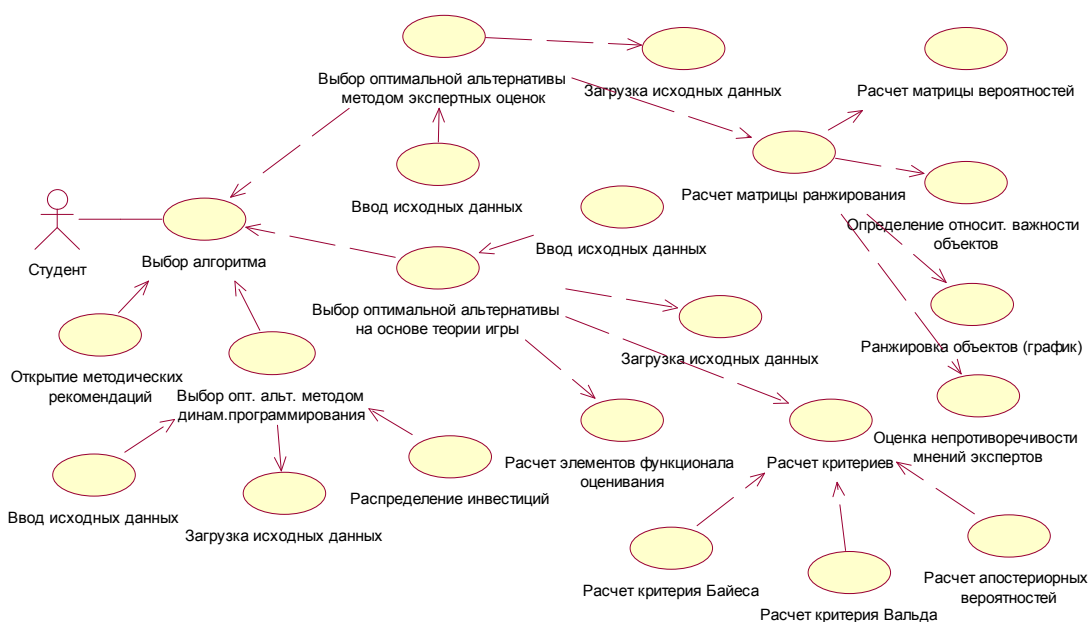 Выбор оптимальной альтернативы
методом экспертных оценок
Загрузка исходных данных
Расчет матрицы вероятностей
Ввод исходных данных
Расчет матрицы ранжирования
Определение относит. важности
объектов
Студент
Выбор алгоритма
Ввод исходных данных
Выбор оптимальной альтернативы
на основе теории игры
Загрузка исходных данных
Ранжировка объектов (график)
Открытие методических
рекомендаций
Выбор опт. альт. методом
динам.программирования
Расчет элементов функционала
оценивания
Расчет критериев
Оценка непротиворечивости
мнений экспертов
Ввод исходных данных
Загрузка исходных данных
Распределение инвестиций
Расчет критерия Байеса
Расчет критерия Вальда
Расчет апостериорных
вероятностей